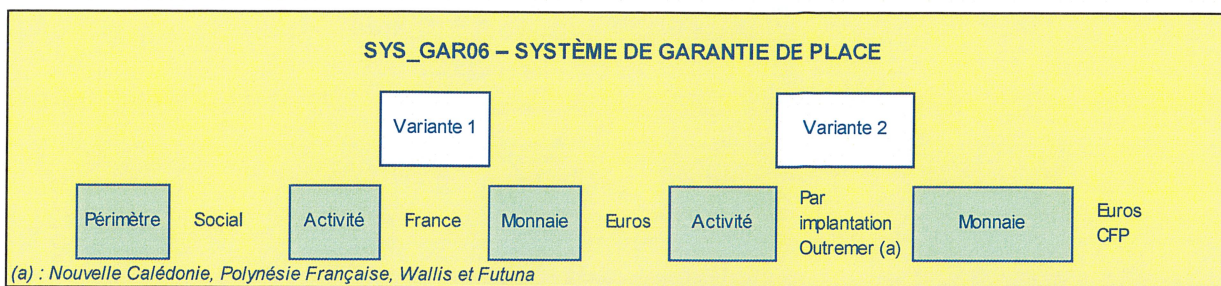 SYS_GAR06 – SYSTÈME DE GARANTIE DE PLACE
Variante 1
Variante 2
Périmètre
Social
Activité
France
Monnaie
Euros
Activité
Par
implantation
Outremer (a)
Monnaie
Euros
CFP
(a) : Nouvelle Calédonie, Polynésie Française, Wallis et Futuna